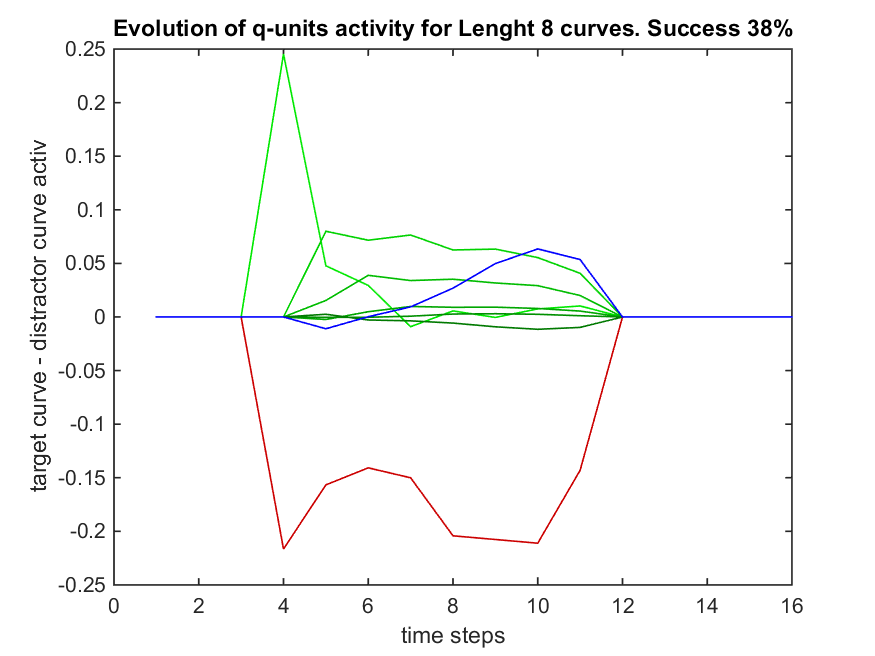 Evolution of q-units activity for Lenght 8 curves. Success 38%
target curve - distractor curve activ
0.25
0.2
0.15
0.1
0.05
0
-0.05
-0.1
-0.15
-0.2
-0.25
0 2 4 6 8 10 12 14 16
time steps